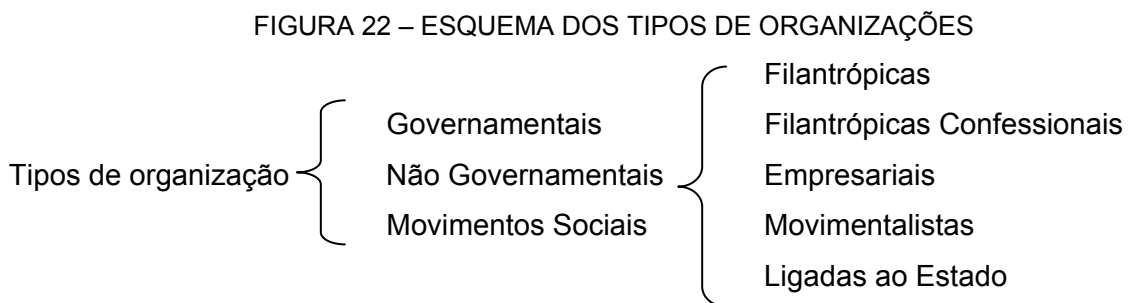 FIGURA 22 – ESQUEMA DOS TIPOS DE ORGANIZAÇÕES
Tipos de organização
Governamentais
Não Governamentais
Movimentos Sociais
Filantrópicas
Filantrópicas Confessionais
Empresariais
Movimentalistas
Ligadas ao Estado